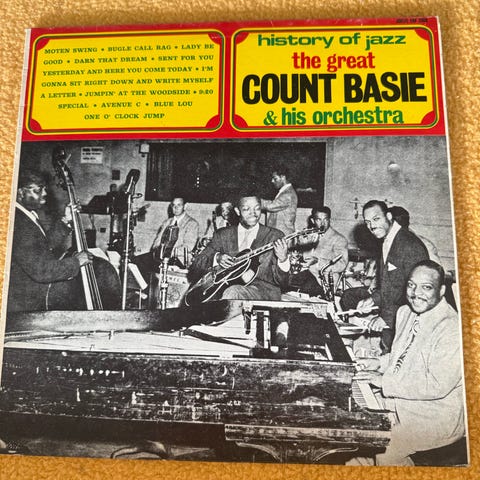 MOTEN SWING • BUGLE CALL RAG • LADY BE
GOOD • DARN THAT DREAM • SENT FOR YOU
YESTERDAY AND HERE YOU COME TODAY • I'M
GONNA SIT RIGHT DOWN AND WRITE MYSELF
A LETTER • JUMPIN' AT THE WOODSIDE • 9:20
SPECIAL • AVENUE C • BLUE LOU
ONE O' CLOCK JUMP
history of jazz
the great
COUNT BASIE
& his orchestra